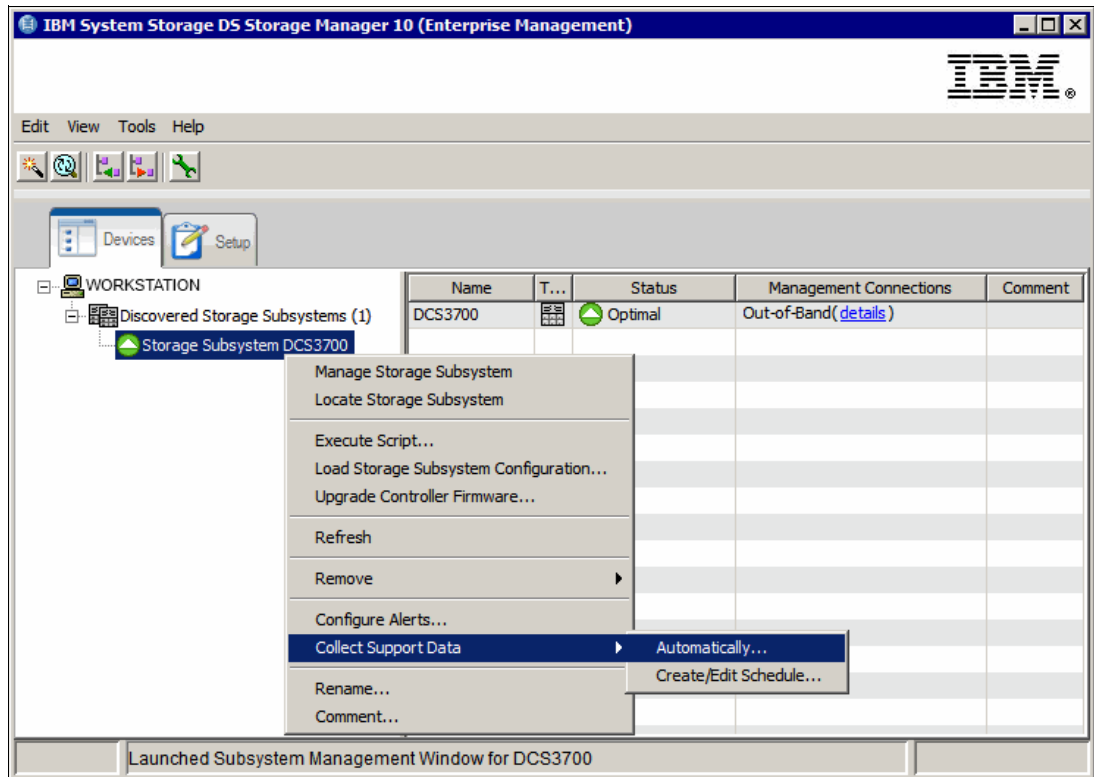 IBM System Storage DS Storage Manager 10 (Enterprise Management)
IBM®
Edit View Tools Help
Devices Setup
WORKSTATION
Discovered Storage Subsystems (1)
Storage Subsystem DCS3700
Name T... Status Management Connections Comment
DCS3700 Optimal Out-of-Band(details)
Manage Storage Subsystem
Locate Storage Subsystem
Execute Script...
Load Storage Subsystem Configuration...
Upgrade Controller Firmware...
Refresh
Remove
Configure Alerts...
Collect Support Data
Automatically...
Create/Edit Schedule...
Rename...
Comment...
Launched Subsystem Management Window for DCS3700